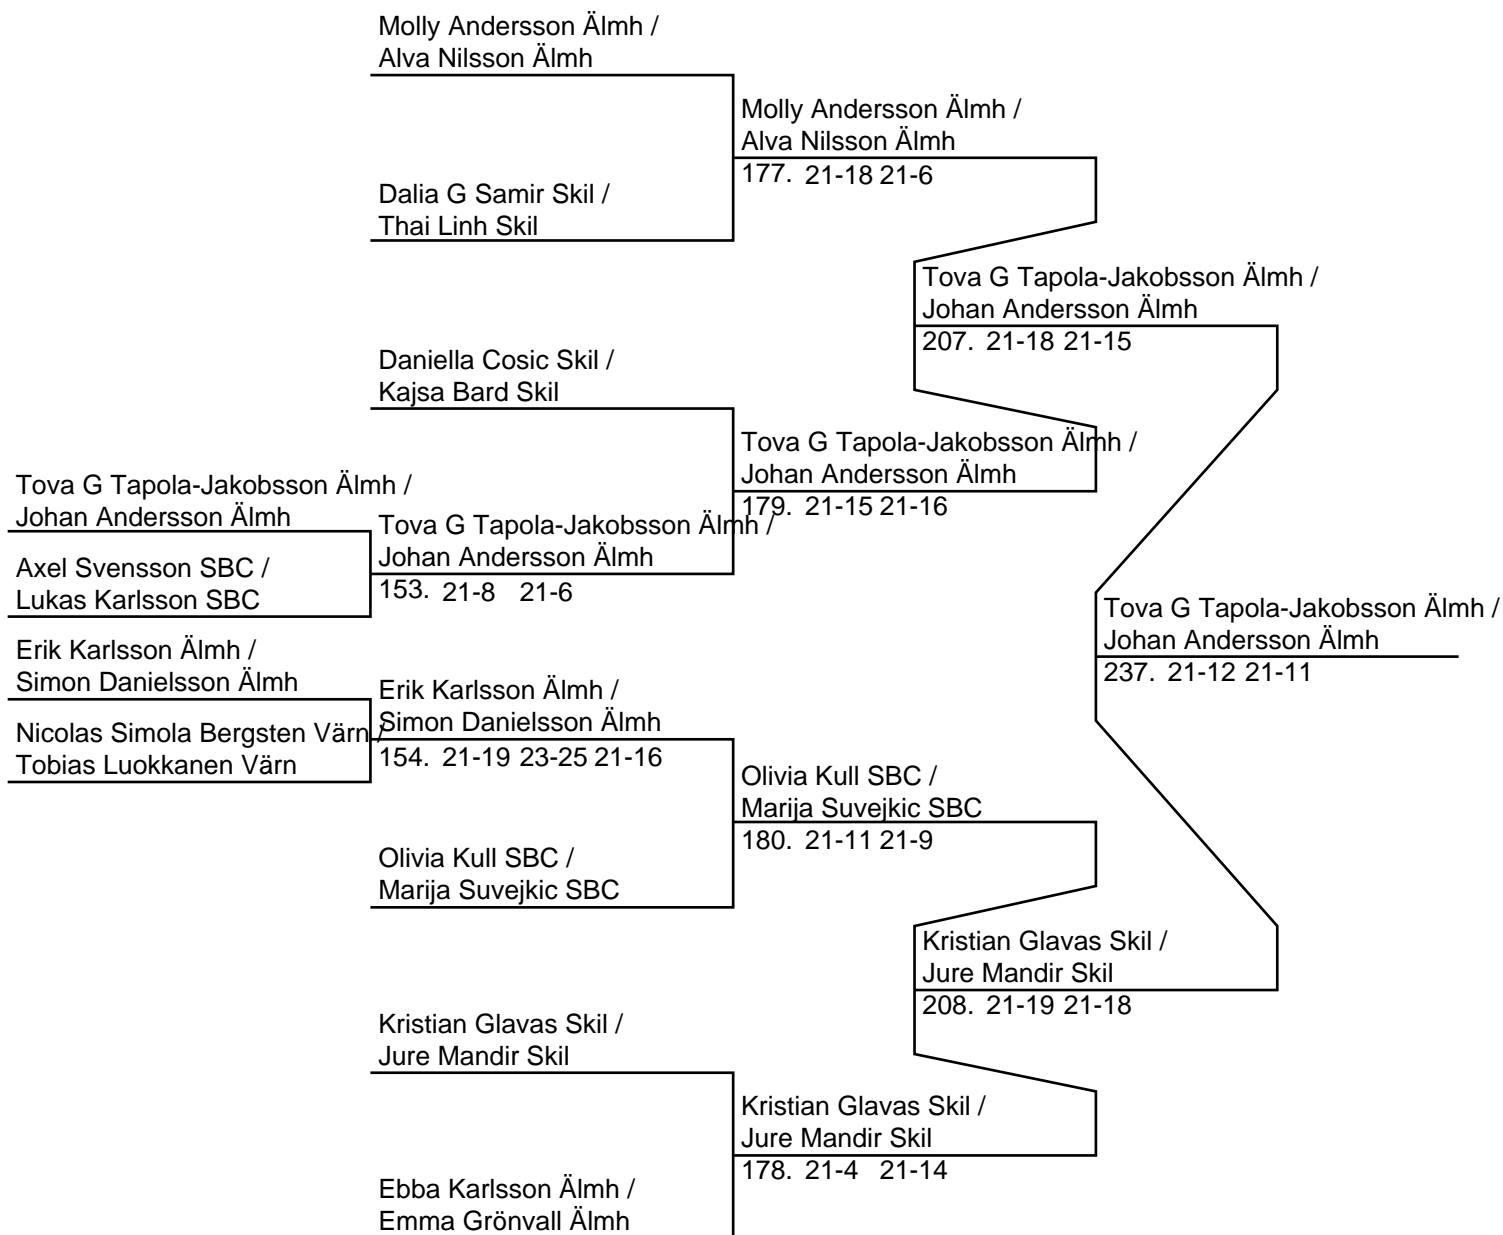 Molly Andersson Älmh /
Alva Nilsson Älmh
Molly Andersson Älmh /
Alva Nilsson Älmh
177. 21-18 21-6
Dalia G Samir Skil /
Thai Linh Skil
Tova G Tapola-Jakobsson Älmh /
Johan Andersson Älmh
207. 21-18 21-15
Daniella Cosic Skil /
Kajsa Bard Skil
Tova G Tapola-Jakobsson Älmh /
Johan Andersson Älmh
179. 21-15 21-16
Tova G Tapola-Jakobsson Älmh /
Johan Andersson Älmh
Tova G Tapola-Jakobsson Älmh /
Johan Andersson Älmh
153. 21-8 21-6
Axel Svensson SBC /
Lukas Karlsson SBC
Tova G Tapola-Jakobsson Älmh /
Johan Andersson Älmh
237. 21-12 21-11
Erik Karlsson Älmh /
Simon Danielsson Älmh
Erik Karlsson Älmh /
Simon Danielsson Älmh
154. 21-19 23-25 21-16
Nicolas Simola Bergsten Värn /
Tobias Luokkanen Värn
Olivia Kull SBC /
Marija Suvejkic SBC
180. 21-11 21-9
Olivia Kull SBC /
Marija Suvejkic SBC
Kristian Glavas Skil /
Jure Mandir Skil
208. 21-19 21-18
Kristian Glavas Skil /
Jure Mandir Skil
Kristian Glavas Skil /
Jure Mandir Skil
178. 21-4 21-14
Ebba Karlsson Älmh /
Emma Grönvall Älmh